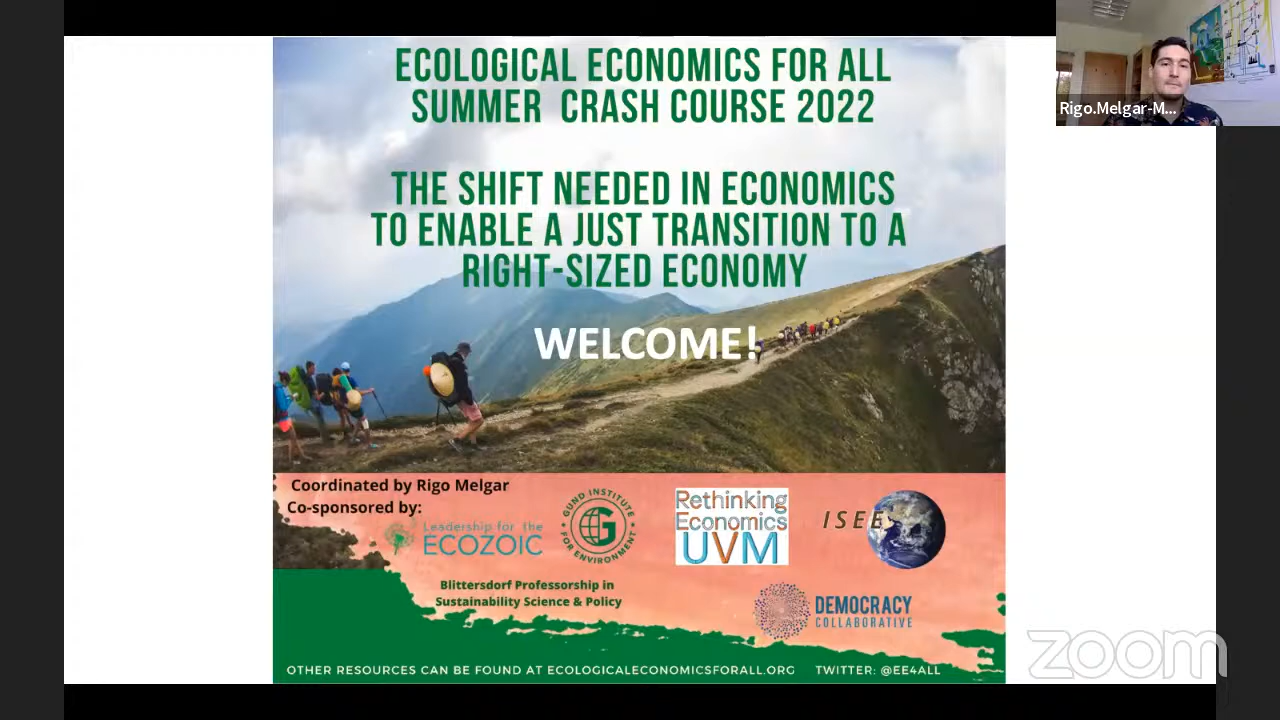 ECOLOGICAL ECONOMICS FOR ALL
SUMMER CRASH COURSE 2022
THE SHIFT NEEDED IN ECONOMICS
TO ENABLE A JUST TRANSITION TO A
RIGHT-SIZED ECONOMY
WELCOME!
Rigo.Melgar-M...
Coordinated by Rigo Melgar
Co-sponsored by:
Leadership for the
ECOZOIC
GUND INSTITUTE
FOR ENVIRONMENT
G
Rethinking
Economics
UVM
ISEE
Blittersdorf Professorship in
Sustainability Science & Policy
DEMOCRACY
COLLABORATIVE
OTHER RESOURCES CAN BE FOUND AT ECOLOGICALECONOMICSFORALL.ORG TWITTER: @EE4ALL
zoom